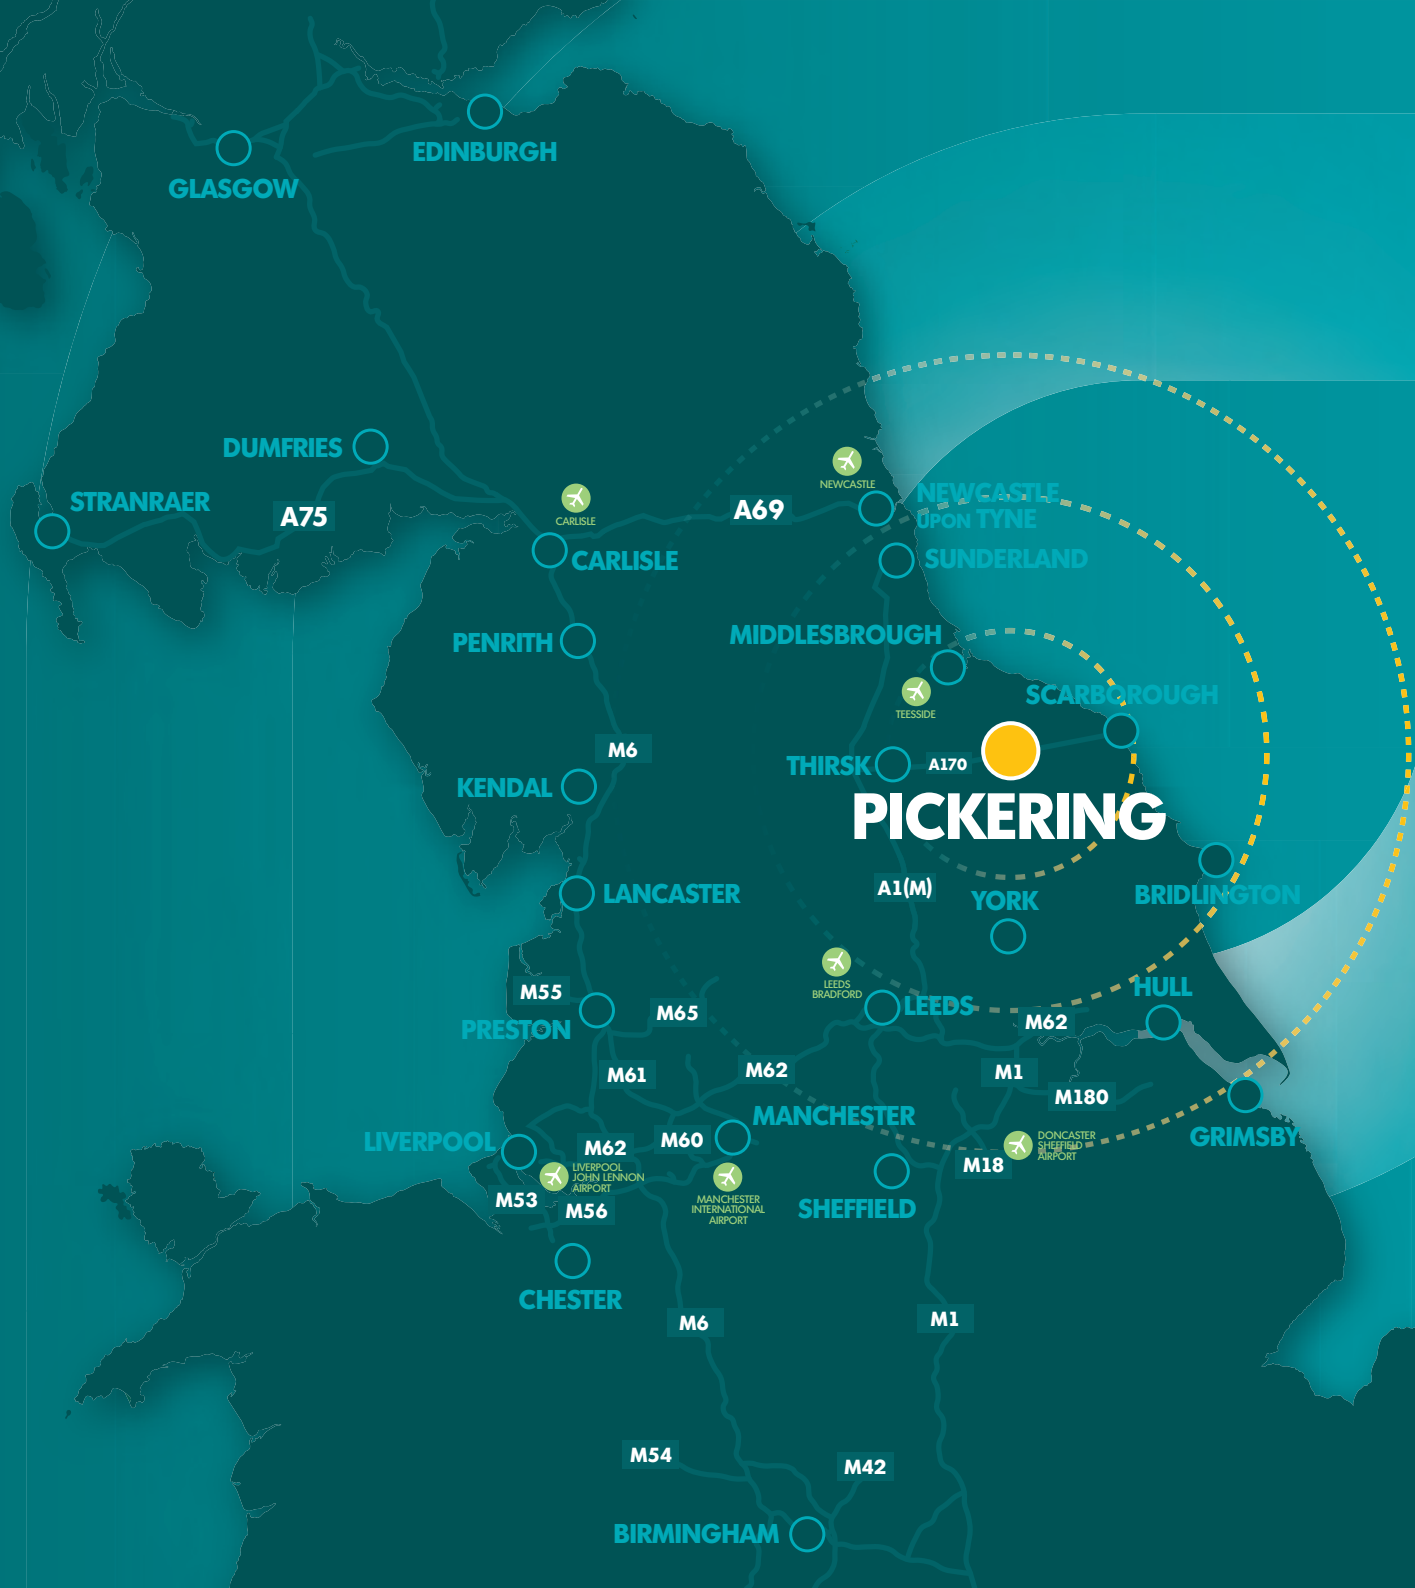 EDINBURGH
GLASGOW
DUMFRIES
STRANRAER
A75
CARLISLE
CARLISLE
A69
NEWCASTLE
NEWCASTLE
UPON TYNE
SUNDERLAND
PENRITH
MIDDLESBROUGH
TEESSIDE
SCARBOROUGH
M6
THIRSK
A170
KENDAL
PICKERING
LANCASTER
A1(M)
YORK
BRIDLINGTON
M55
PRESTON
M65
LEEDS
BRADFORD
LEEDS
HULL
M62
M61
M62
M1
M180
MANCHESTER
LIVERPOOL
M62
M60
GRIMSBY
DONCASTER
SHEFFIELD
AIRPORT
M18
LIVERPOOL
JOHN LENNON
AIRPORT
M53
M56
MANCHESTER
INTERNATIONAL
AIRPORT
SHEFFIELD
CHESTER
M6
M1
M54
M42
BIRMINGHAM